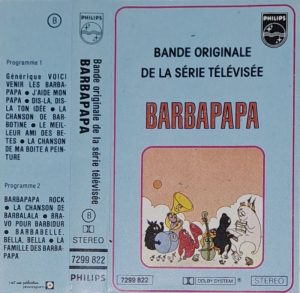 B
Programme 1
Générique VOICI
VENIR LES BARBA-
PAPA • J'AIME MON
PAPA • DIS-LA, DIS-
LA TON IDÉE • LA
CHANSON DE BAR-
BOTINE • LE MEIL-
LEUR AMI DES BE-
TES • LA CHANSON
DE MA BOITE A PEIN-
TURE
Programme 2
BARBAPAPA ROCK
• LA CHANSON DE
BARBALALA • BRA-
VO POUR BARBIDUR
• BARBABELLE,
BELLA, BELLA • LA
FAMILLE DES BARBA-
PAPA
PHILIPS
Bande originale
de la série télévisée
BARBAPAPA
B
STEREO
7299 822
PHILIPS
PHILIPS
BANDE ORIGINALE
DE LA SÉRIE TÉLÉVISÉE
BARBAPAPA
7299 822
DOLBY SYSTEM
STEREO